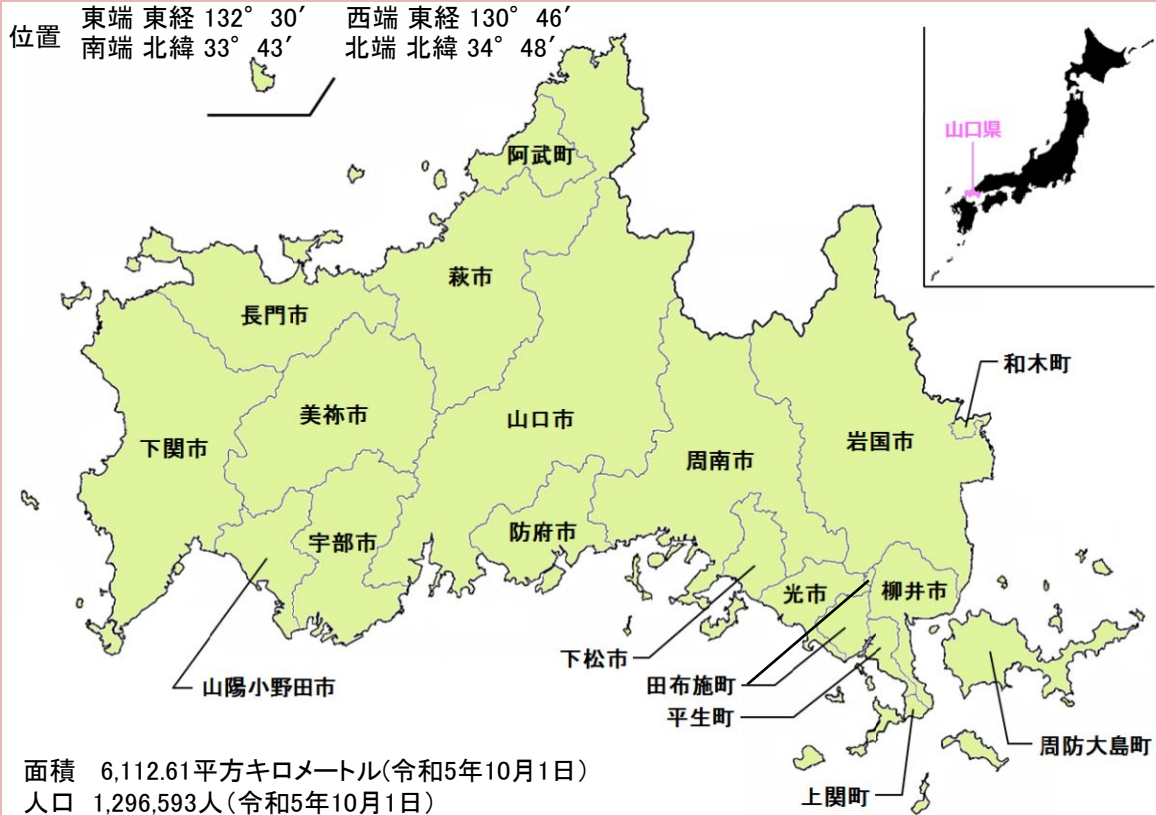 位置
東端 東経 132° 30′ 西端 東経 130° 46′
南端 北緯 33° 43′ 北端 北緯 34° 48′
山口県
阿武町
萩市
長門市
和木町
美祢市
山口市
岩国市
下関市
周南市
防府市
宇部市
光市
柳井市
下松市
田布施町
山陽小野田市
平生町
周防大島町
上関町
面積 6,112.61平方キロメートル(令和5年10月1日)
人口 1,296,593人(令和5年10月1日)